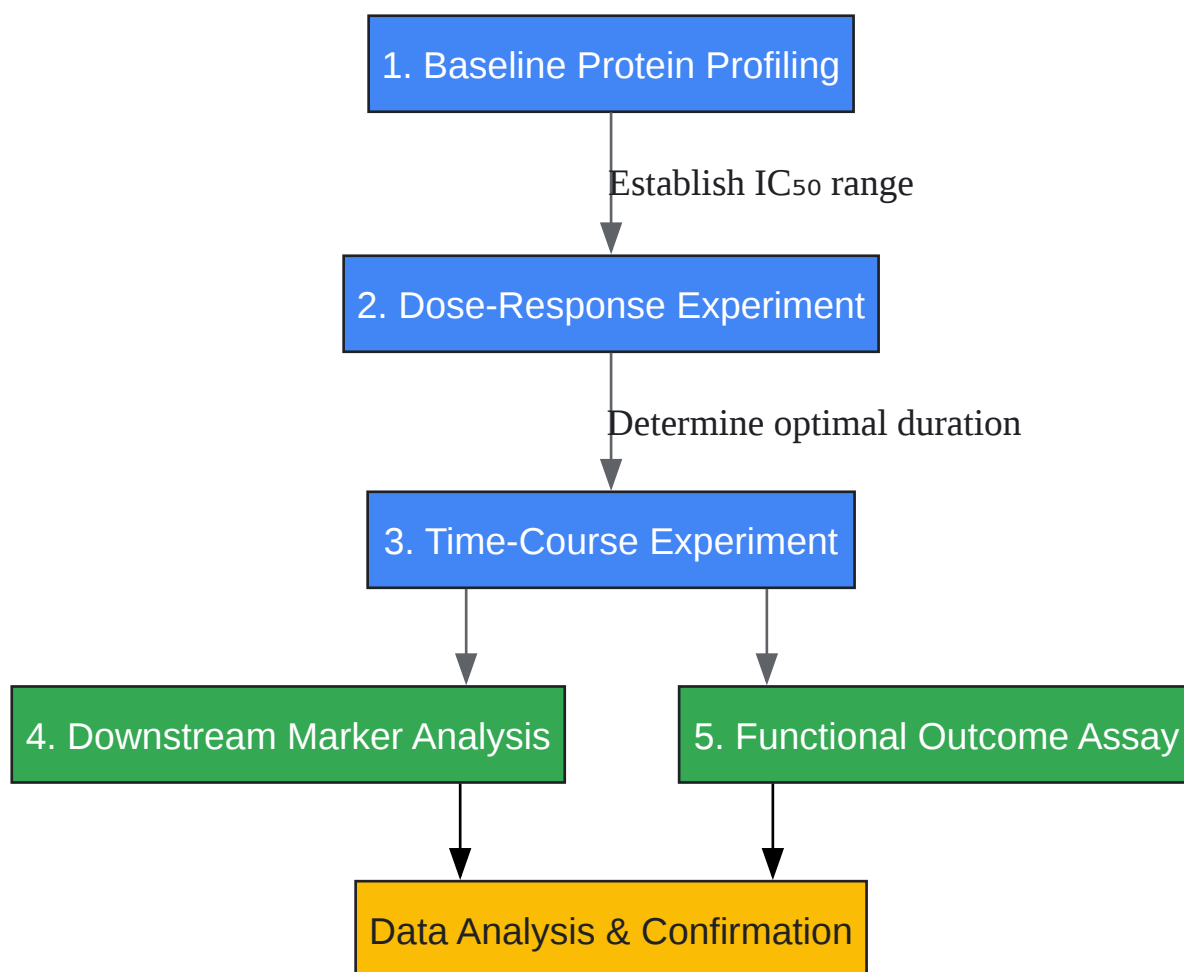 1. Baseline Protein Profiling
Establish IC₅₀ range
2. Dose-Response Experiment
Determine optimal duration
3. Time-Course Experiment
4. Downstream Marker Analysis
5. Functional Outcome Assay
Data Analysis & Confirmation